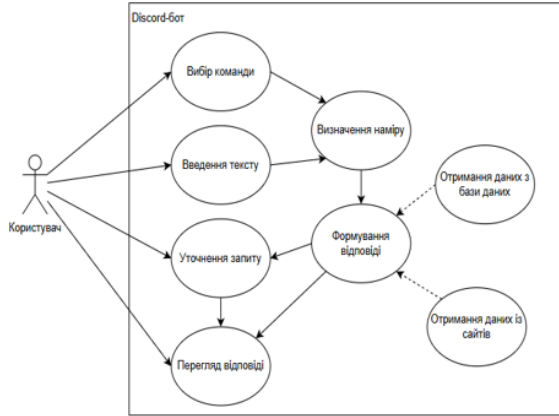 Discord-бот
Вибір команди
Визначення наміру
Введення тексту
Отримання даних з
бази даних
Користувач
Формування
відповіді
Уточнення запиту
Отримання даних із
сайтів
Перегляд відповіді